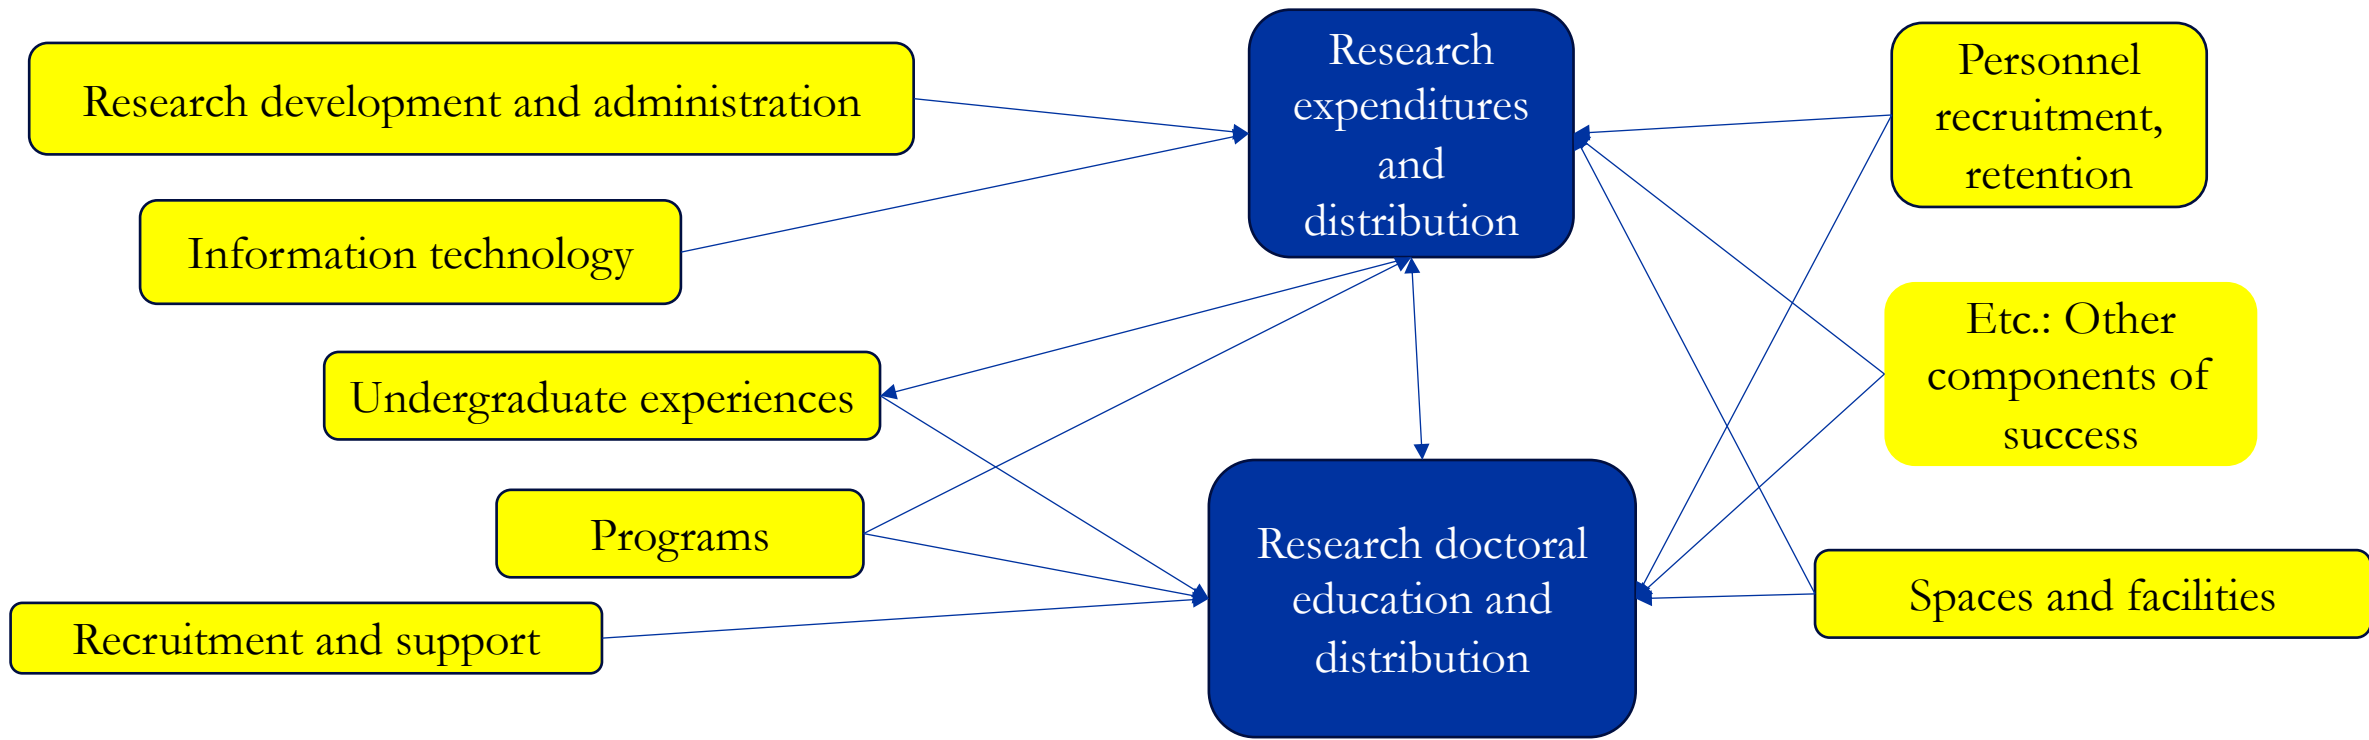 Research development and administration
Information technology
Undergraduate experiences
Programs
Recruitment and support
Research
expenditures
and
distribution
Research doctoral
education and
distribution
Personnel
recruitment,
retention
Etc.: Other
components of
success
Spaces and facilities